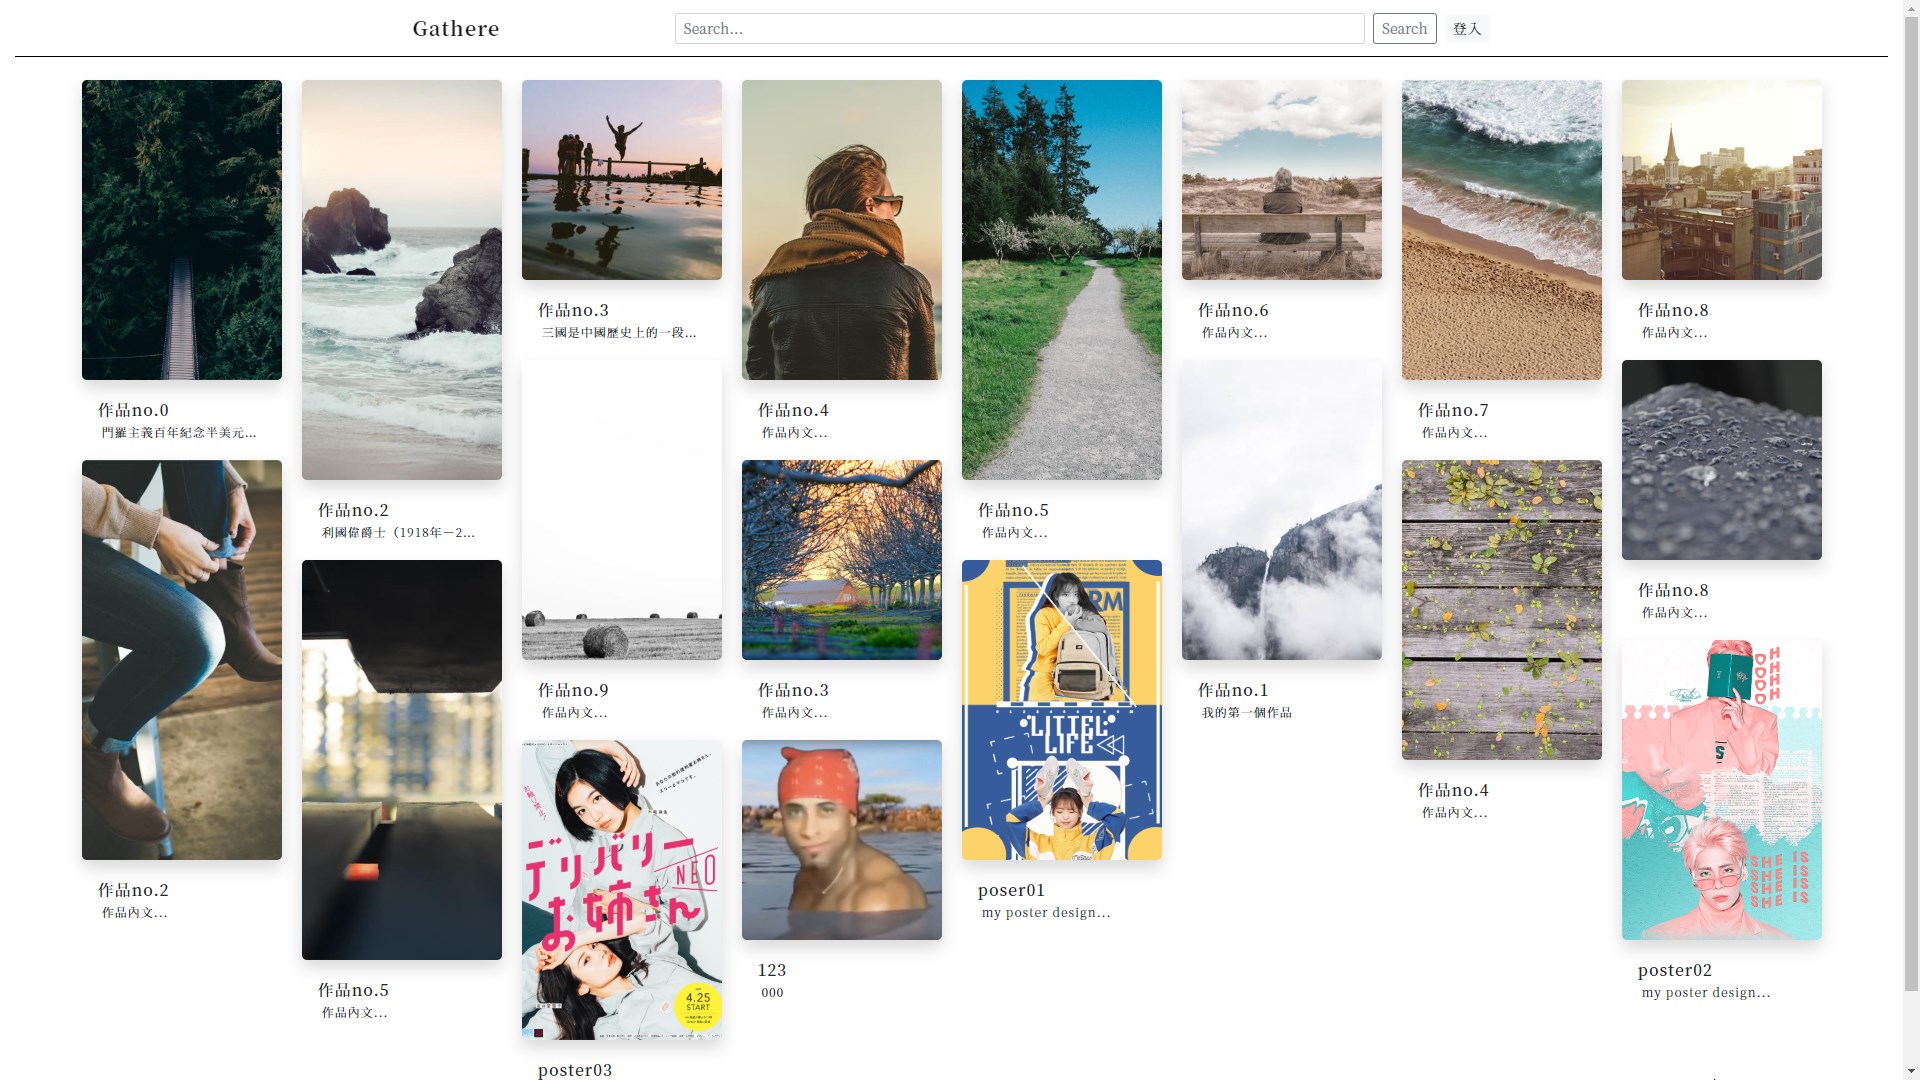 Gathere
Search...
Search
登入
作品no.0
門羅主義百年紀念半美元...
作品no.2
作品內文...
作品no.2
利國偉爵士（1918年－2...
作品no.5
作品內文...
作品no.3
三國是中國歷史上的一段...
作品no.9
作品內文...
デリバリー
お姉さん
NEO
4.25
START
poster03
作品no.4
作品內文...
作品no.3
作品內文...
123
000
作品no.5
作品內文...
RM
LITTEL
LIFE
poser01
my poster design...
作品no.6
作品內文...
作品no.1
我的第一個作品
作品no.7
作品內文...
作品no.4
作品內文...
作品no.8
作品內文...
作品no.8
作品內文...
SHE IS
poster02
my poster design...